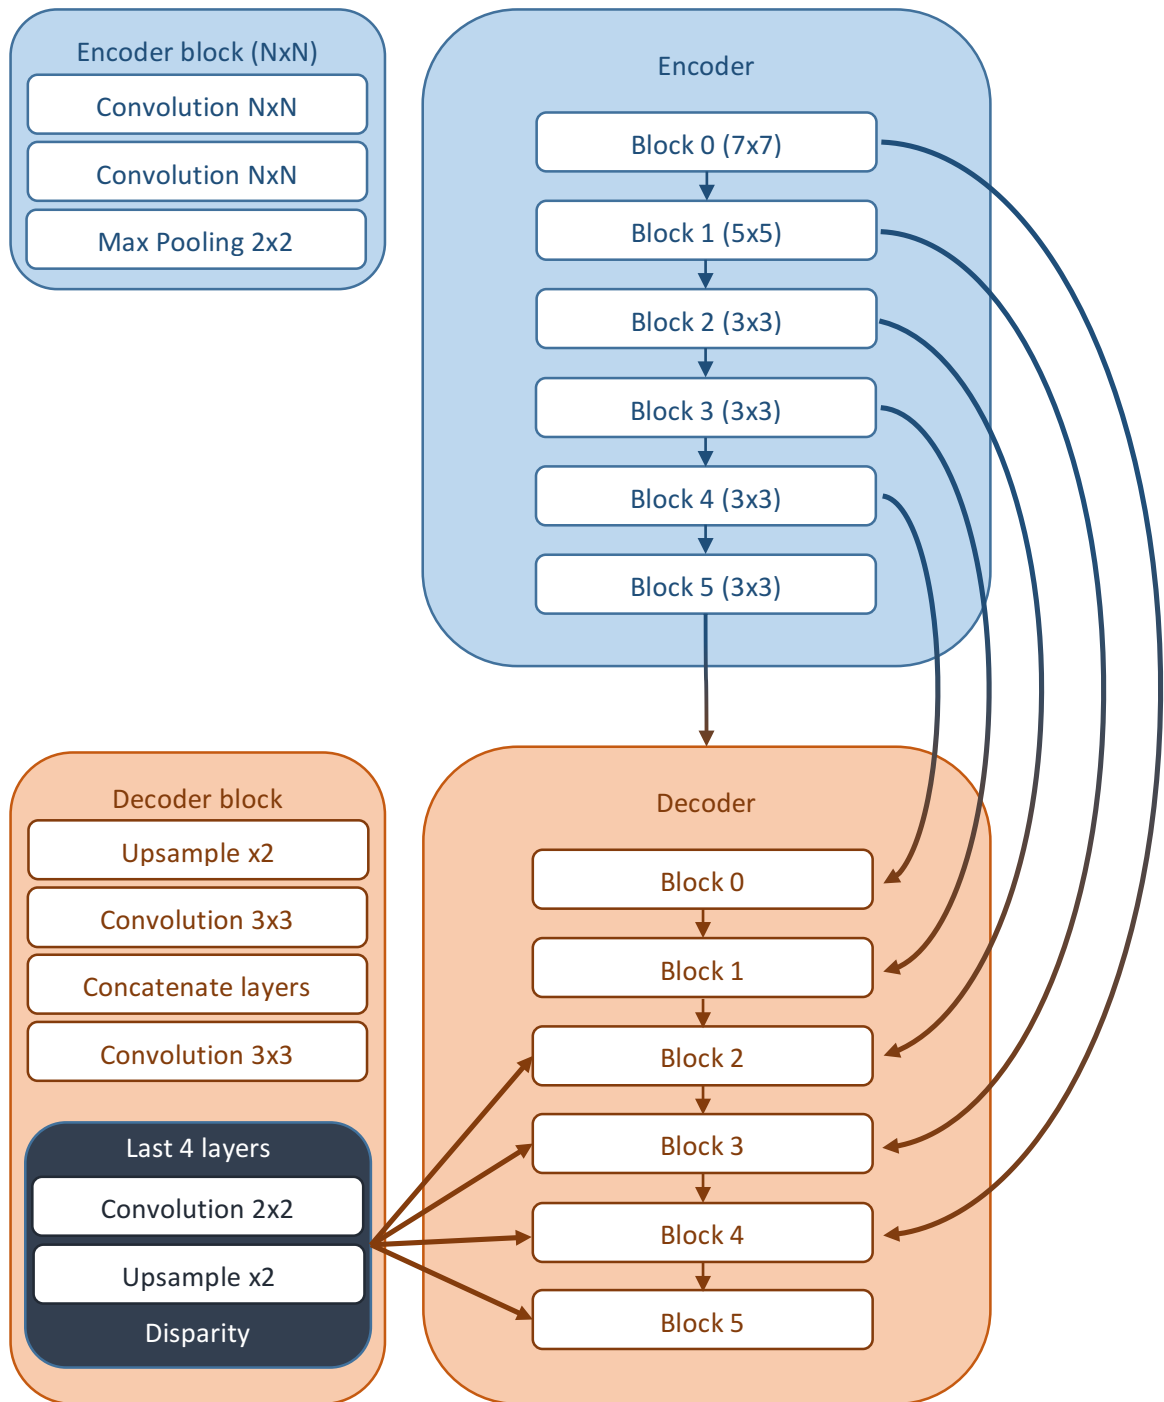 Encoder block (NxN)
Convolution NxN
Convolution NxN
Max Pooling 2x2
Encoder
Block 0 (7x7)
Block 1 (5x5)
Block 2 (3x3)
Block 3 (3x3)
Block 4 (3x3)
Block 5 (3x3)
Decoder block
Upsample x2
Convolution 3x3
Concatenate layers
Convolution 3x3
Last 4 layers
Convolution 2x2
Upsample x2
Disparity
Decoder
Block 0
Block 1
Block 2
Block 3
Block 4
Block 5